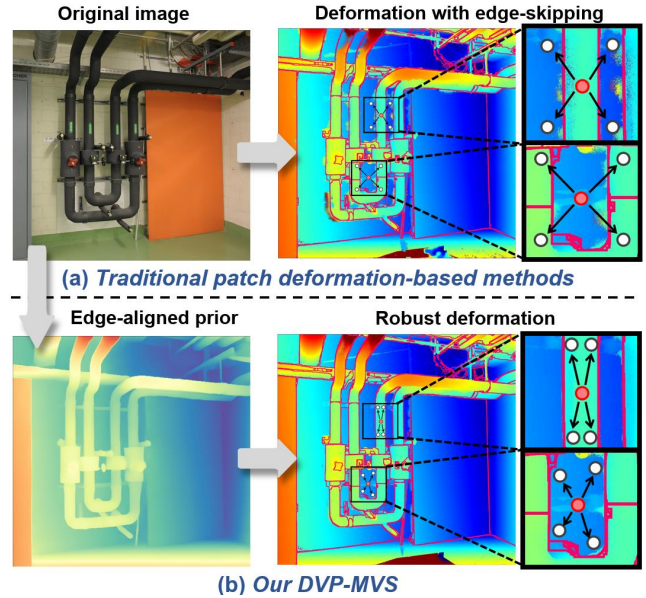 Original image
Deformation with edge-skipping
(a) Traditional patch deformation-based methods
Edge-aligned prior
Robust deformation
(b) Our DVP-MVS